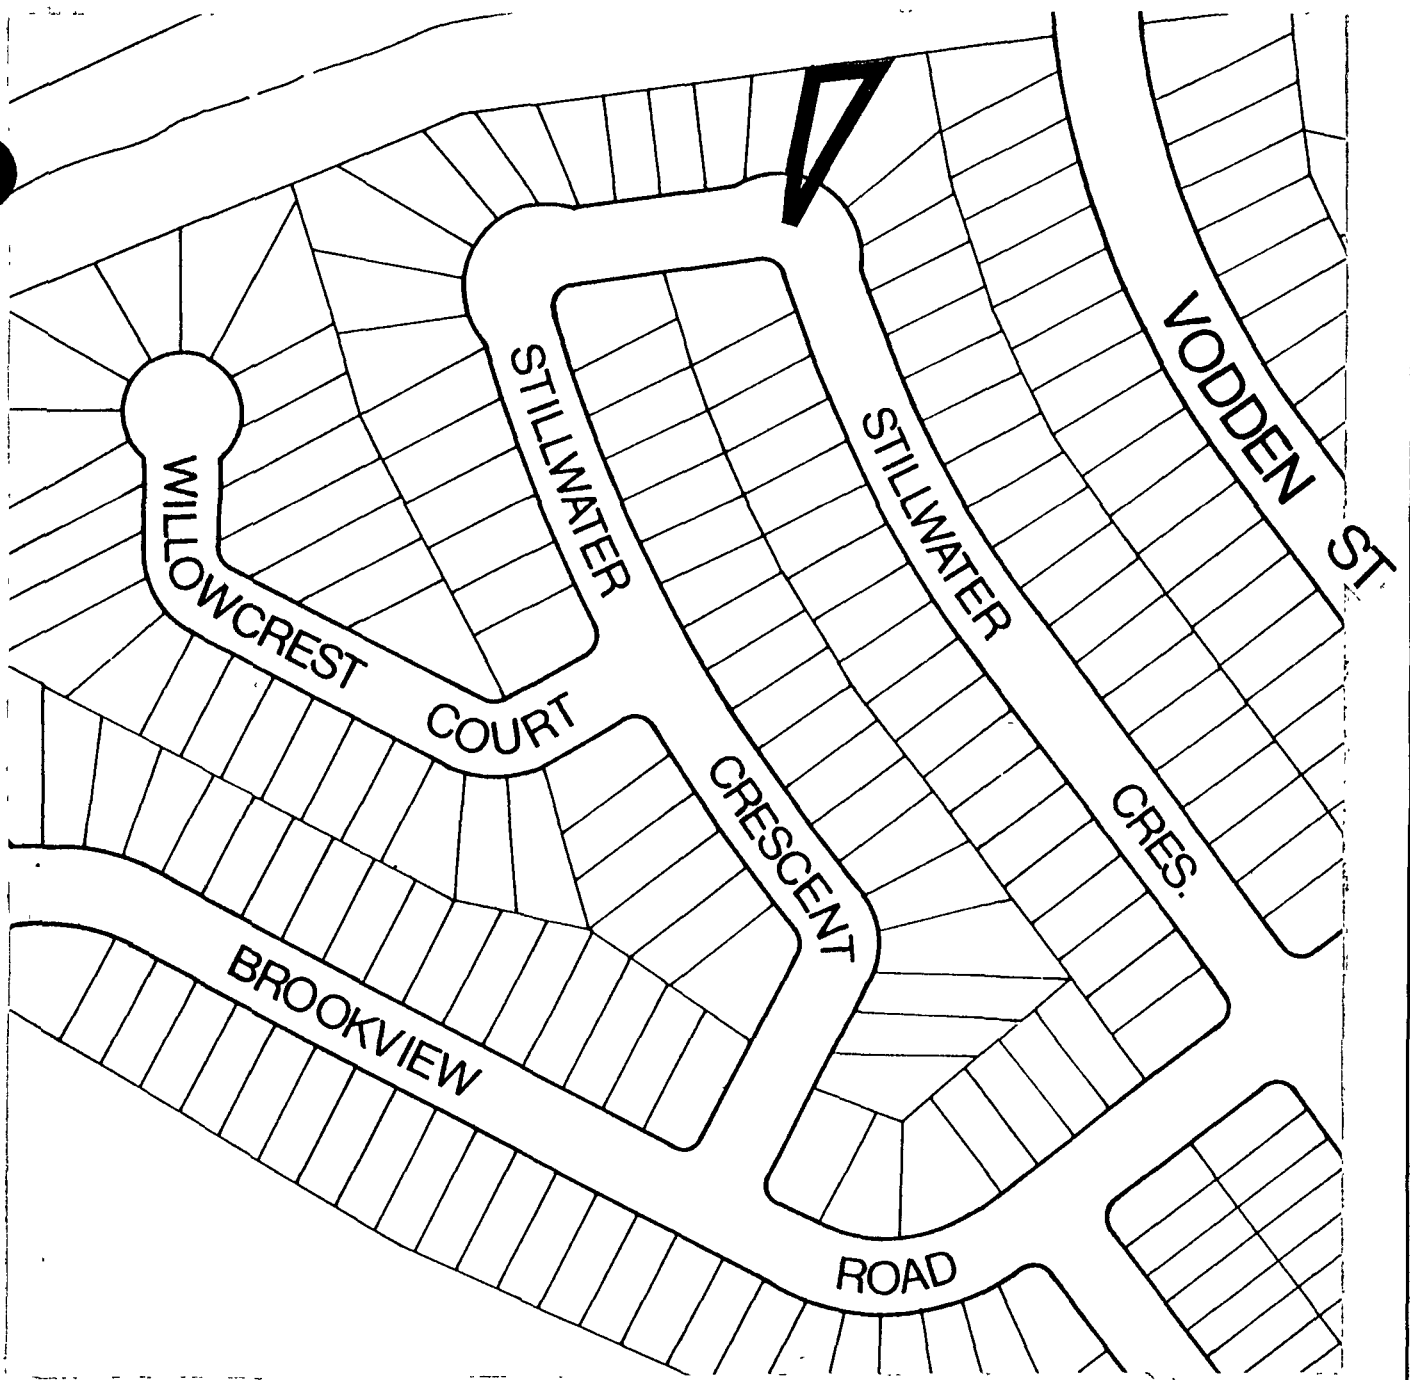 VODDEN ST
STILLWATER
STILLWATER
WILLOWCREST
COURT
CRESCENT
CRES.
BROOKVIEW
ROAD